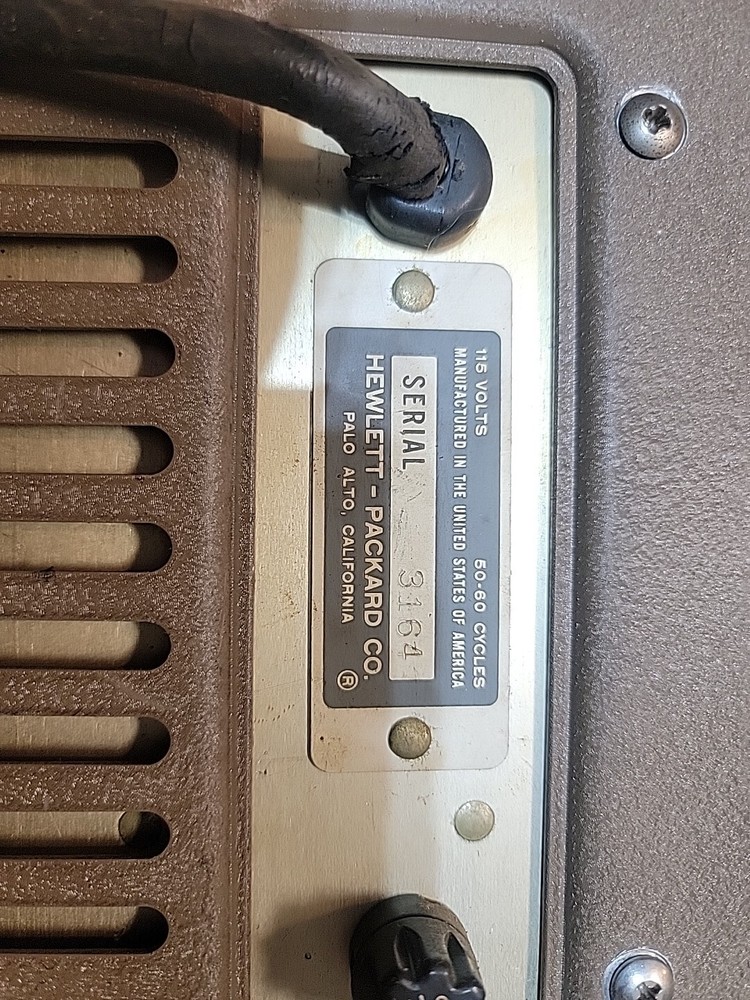 115 VOLTS 50-60 CYCLES
MANUFACTURED IN THE UNITED STATES OF AMERICA
SERIAL 3164
HEWLETT - PACKARD CO.
PALO ALTO, CALIFORNIA ®